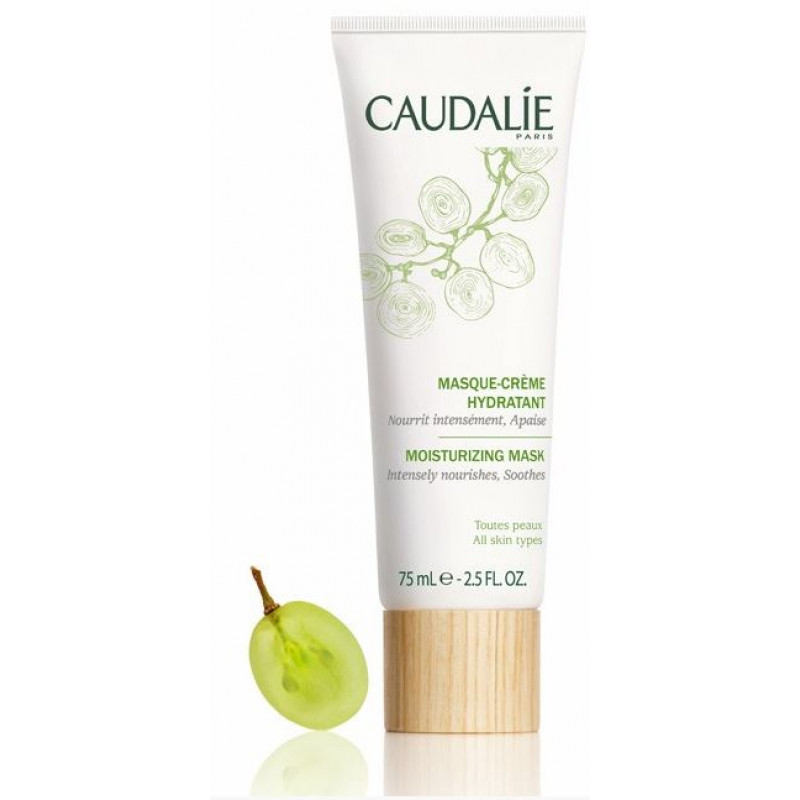 CAUDALÍE
PARIS
MASQUE-CRÈME
HYDRATANT
Nourrit intensément, Apaise
MOISTURIZING MASK
Intensely nourishes, Soothes
Toutes peaux
All skin types
75 mL ℮ - 2.5 FL. OZ.